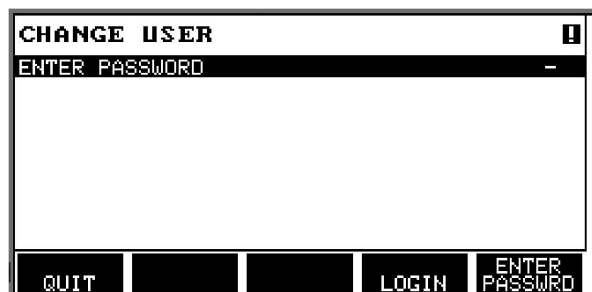 CHANGE USER !
ENTER PASSWORD -
QUIT LOGIN ENTER PASSWRD